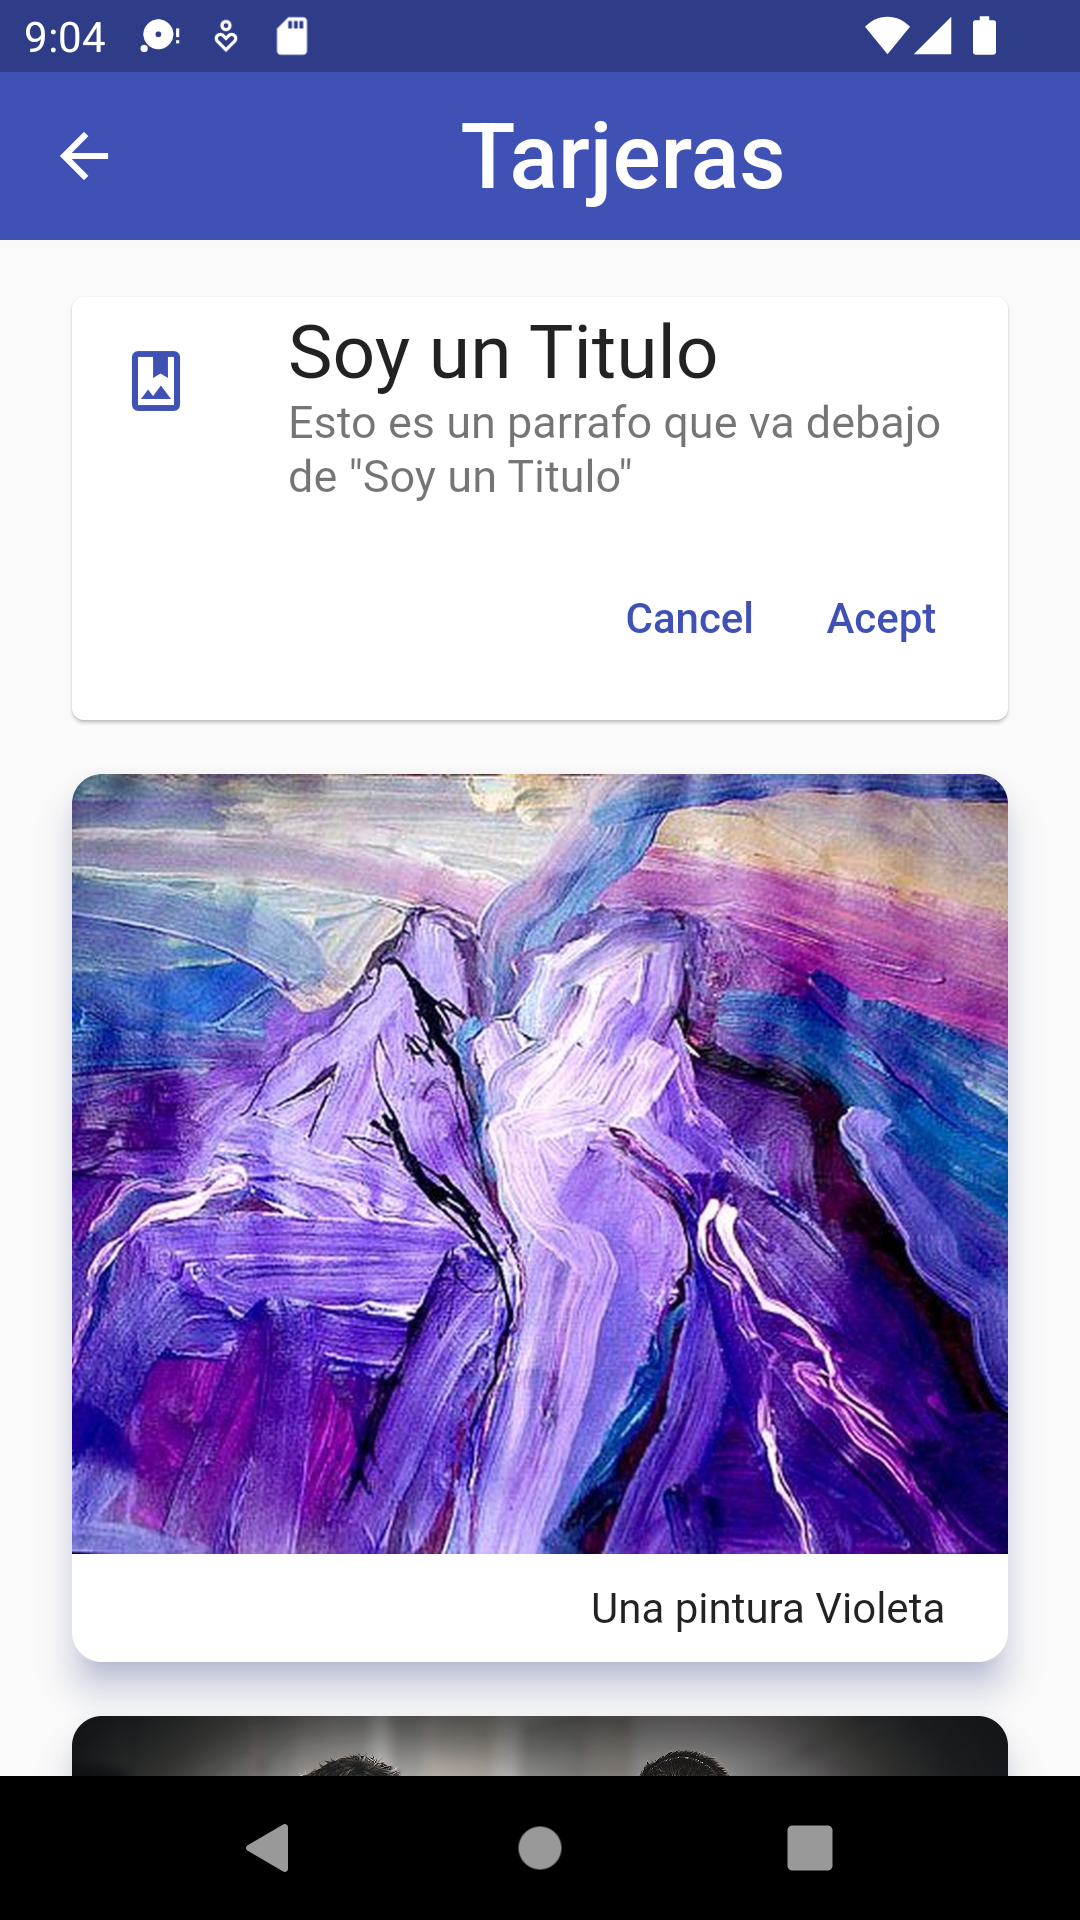 9:04
Tarjeras
Soy un Titulo
Esto es un parrafo que va debajo
de "Soy un Titulo"
Cancel Acept
Una pintura Violeta